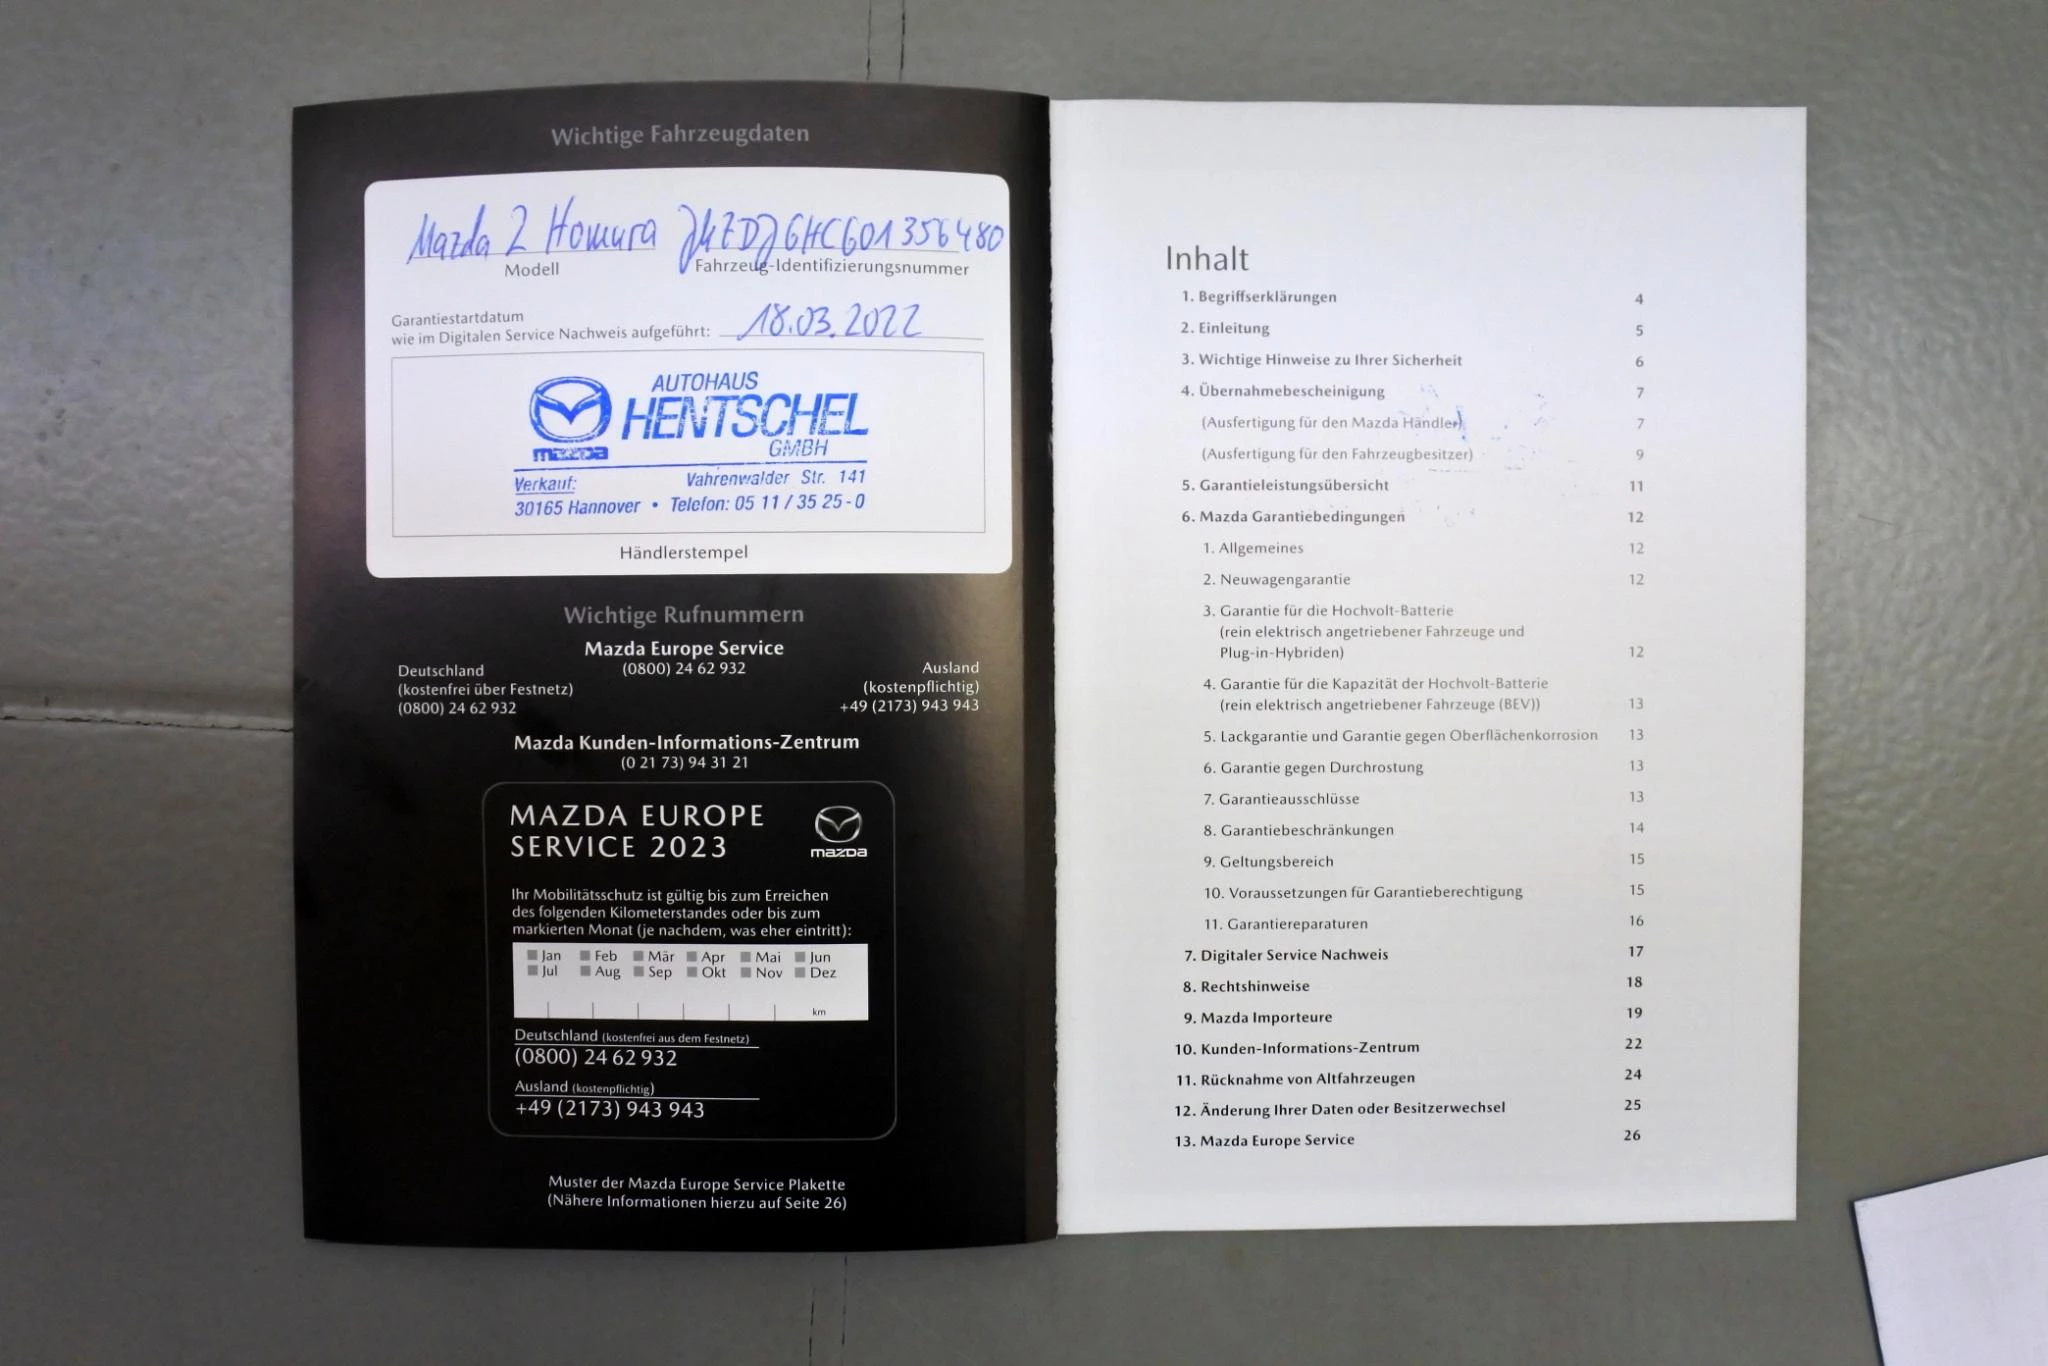 Wichtige Fahrzeugdaten
Mazda 2 Homura JMZDJ6HC601356480
Modell Fahrzeug-Identifizierungsnummer
Garantiestartdatum
wie im Digitalen Service Nachweis aufgeführt: 18.03.2022
AUTOHAUS
HENTSCHEL
GMBH
mazda
Verkauf: Vahrenwalder Str. 141
30165 Hannover • Telefon: 05 11 / 35 25 - 0
Händlerstempel
Wichtige Rufnummern
Mazda Europe Service
(0800) 24 62 932
Deutschland
(kostenfrei über Festnetz)
(0800) 24 62 932
Ausland
(kostenpflichtig)
+49 (2173) 943 943
Mazda Kunden-Informations-Zentrum
(0 21 73) 94 31 21
MAZDA EUROPE
SERVICE 2023
mazda
Ihr Mobilitätsschutz ist gültig bis zum Erreichen
des folgenden Kilometerstandes oder bis zum
markierten Monat (je nachdem, was eher eintritt):
Jan Feb Mär Apr Mai Jun
Jul Aug Sep Okt Nov Dez
km
Deutschland (kostenfrei aus dem Festnetz)
(0800) 24 62 932
Ausland (kostenpflichtig)
+49 (2173) 943 943
Muster der Mazda Europe Service Plakette
(Nähere Informationen hierzu auf Seite 26)
Inhalt
1. Begriffserklärungen 4
2. Einleitung 5
3. Wichtige Hinweise zu Ihrer Sicherheit 6
4. Übernahmebescheinigung 7
(Ausfertigung für den Mazda Händler) 7
(Ausfertigung für den Fahrzeugbesitzer) 9
5. Garantieleistungsübersicht 11
6. Mazda Garantiebedingungen 12
1. Allgemeines 12
2. Neuwagengarantie 12
3. Garantie für die Hochvolt-Batterie
(rein elektrisch angetriebener Fahrzeuge und
Plug-in-Hybriden) 12
4. Garantie für die Kapazität der Hochvolt-Batterie
(rein elektrisch angetriebener Fahrzeuge (BEV)) 13
5. Lackgarantie und Garantie gegen Oberflächenkorrosion 13
6. Garantie gegen Durchrostung 13
7. Garantieausschlüsse 13
8. Garantiebeschränkungen 14
9. Geltungsbereich 15
10. Voraussetzungen für Garantieberechtigung 15
11. Garantiereparaturen 16
7. Digitaler Service Nachweis 17
8. Rechtshinweise 18
9. Mazda Importeure 19
10. Kunden-Informations-Zentrum 22
11. Rücknahme von Altfahrzeugen 24
12. Änderung Ihrer Daten oder Besitzerwechsel 25
13. Mazda Europe Service 26